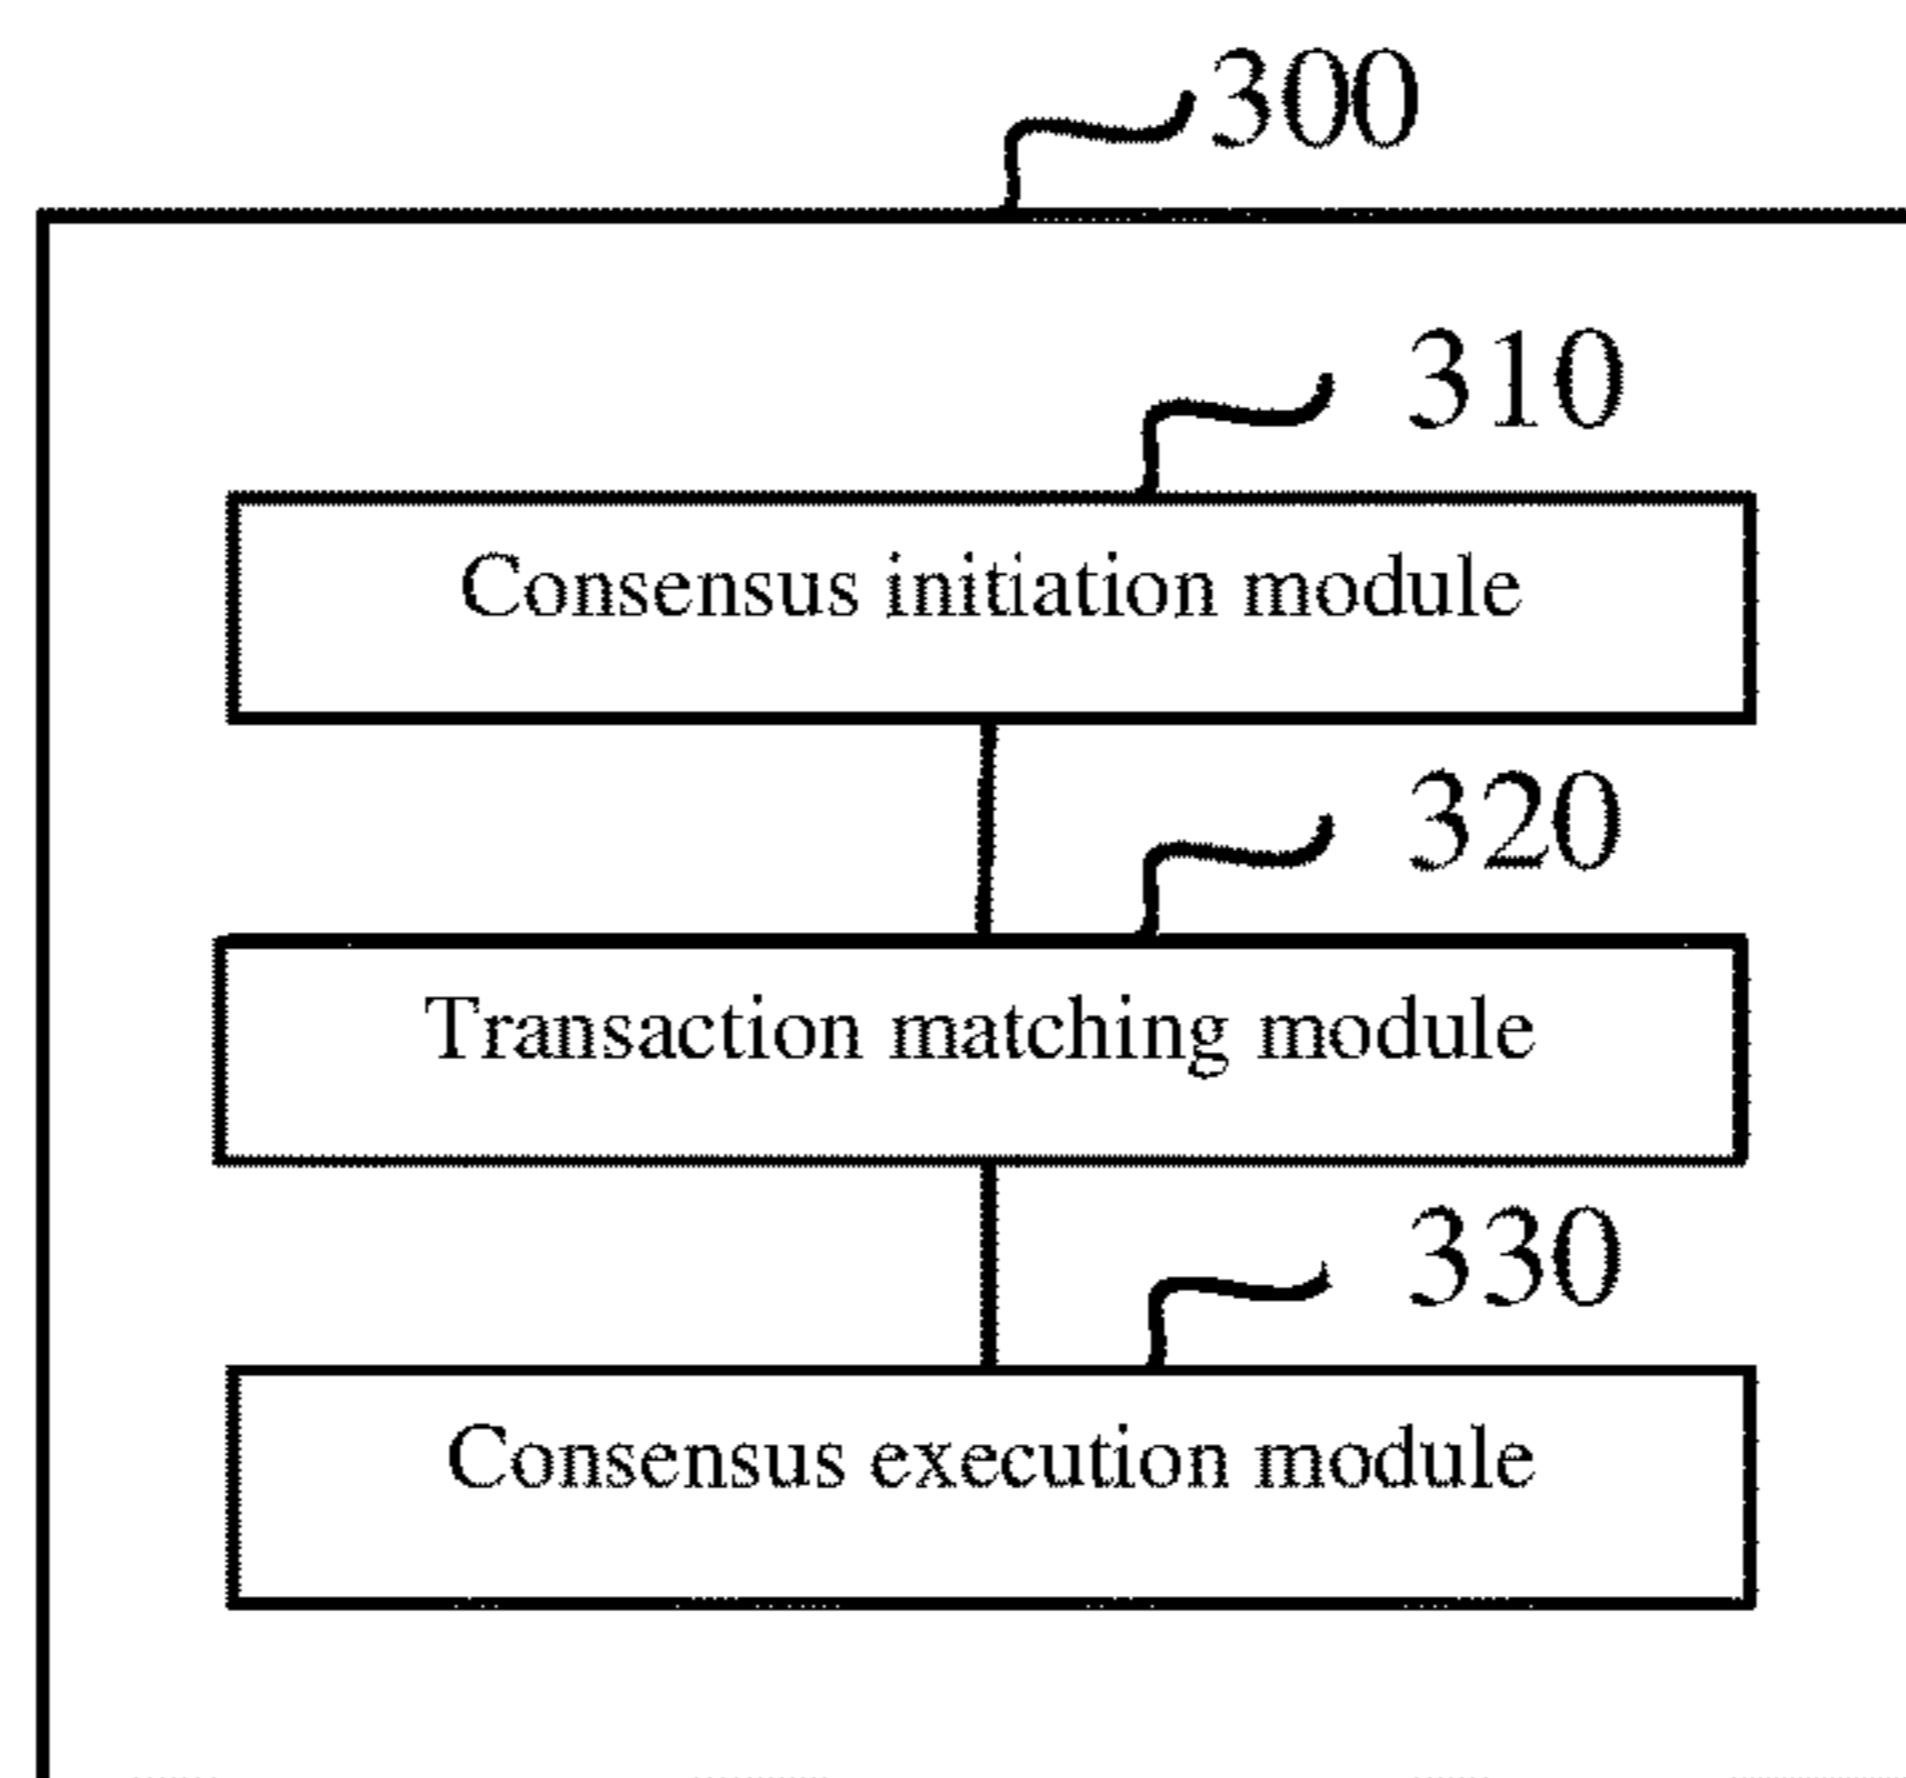 300
310
Consensus initiation module
320
Transaction matching module
330
Consensus execution module